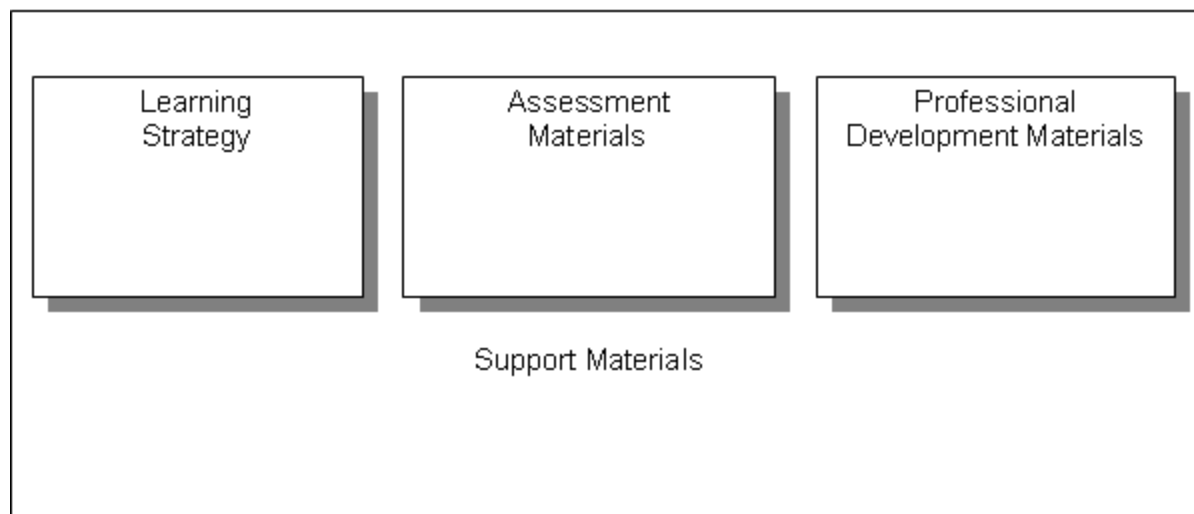 Learning
Strategy
Assessment
Materials
Professional
Development Materials
Support Materials